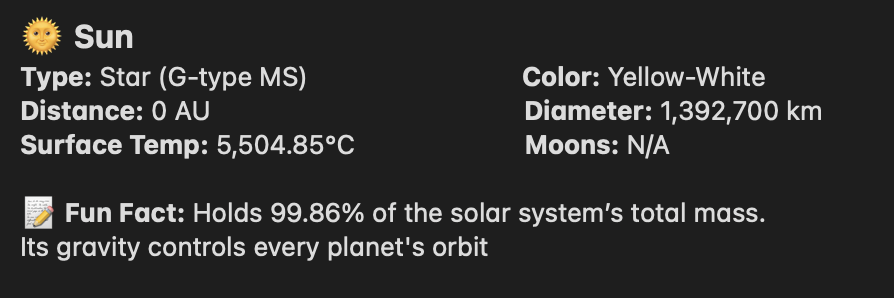 🌞 Sun
Type: Star (G-type MS) Color: Yellow-White
Distance: 0 AU Diameter: 1,392,700 km
Surface Temp: 5,504.85°C Moons: N/A
📝 Fun Fact: Holds 99.86% of the solar system’s total mass.
Its gravity controls every planet's orbit